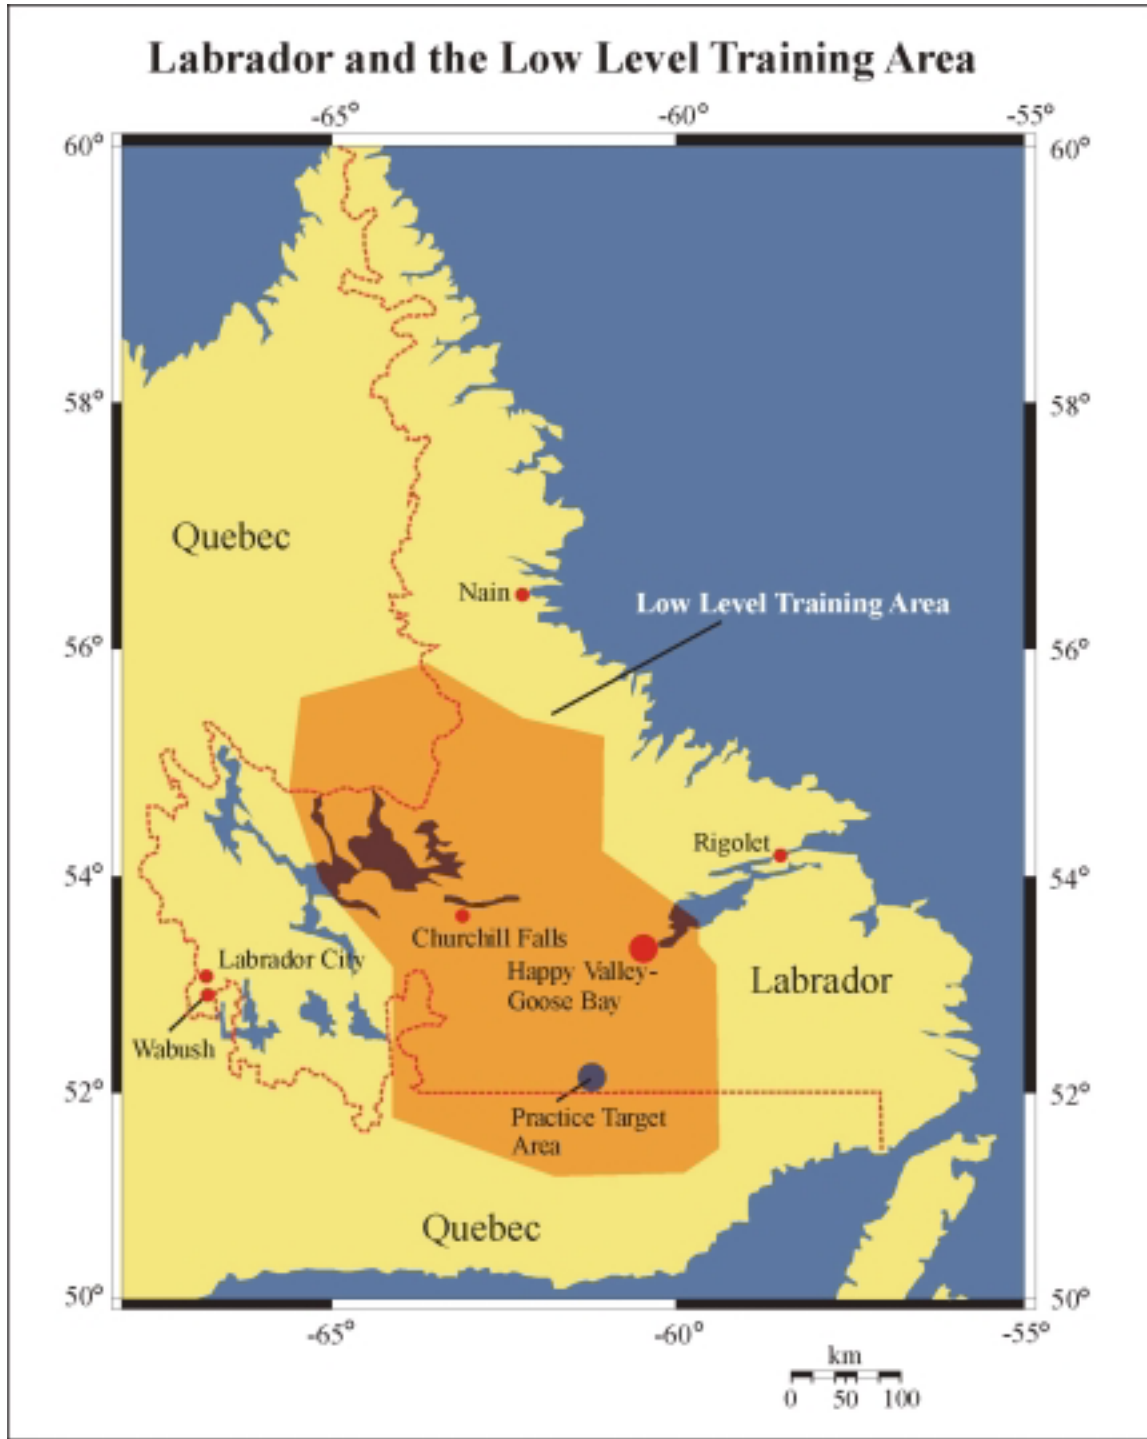 Labrador and the Low Level Training Area
-65° -60° -55°
60° 60°
58° 58°
Quebec
Nain
Low Level Training Area
56° 56°
Rigolet
54° 54°
Churchill Falls
Labrador City
Happy Valley-
Goose Bay
Labrador
Wabush
52° 52°
Practice Target
Area
Quebec
50° 50°
-65° -60° -55°
km
0 50 100